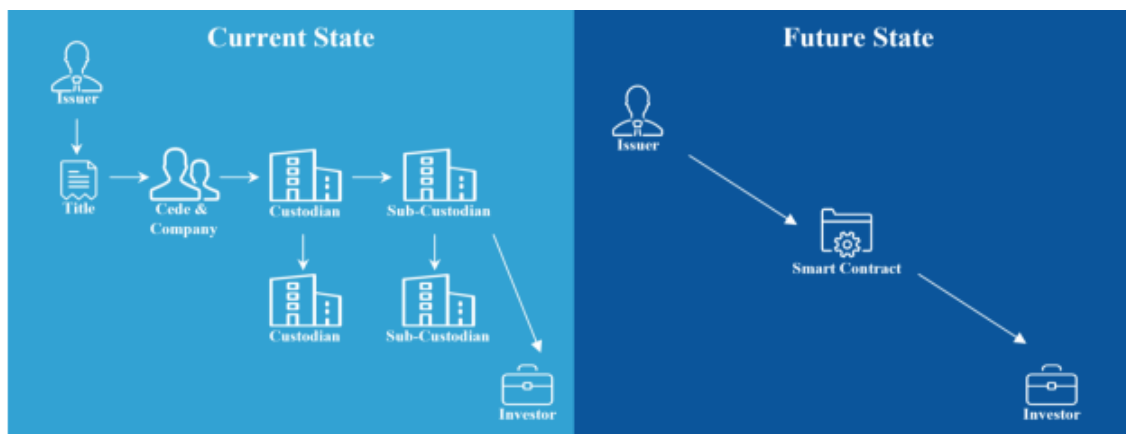 Current State
Issuer
Title
Cede &
Company
Custodian
Sub-Custodian
Custodian
Sub-Custodian
Investor
Future State
Issuer
Smart Contract
Investor